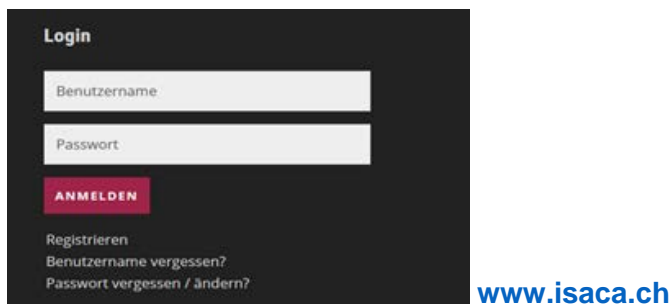 Login
Benutzername
Passwort
ANMELDEN
Registrieren
Benutzername vergessen?
Passwort vergessen / ändern?
www.isaca.ch